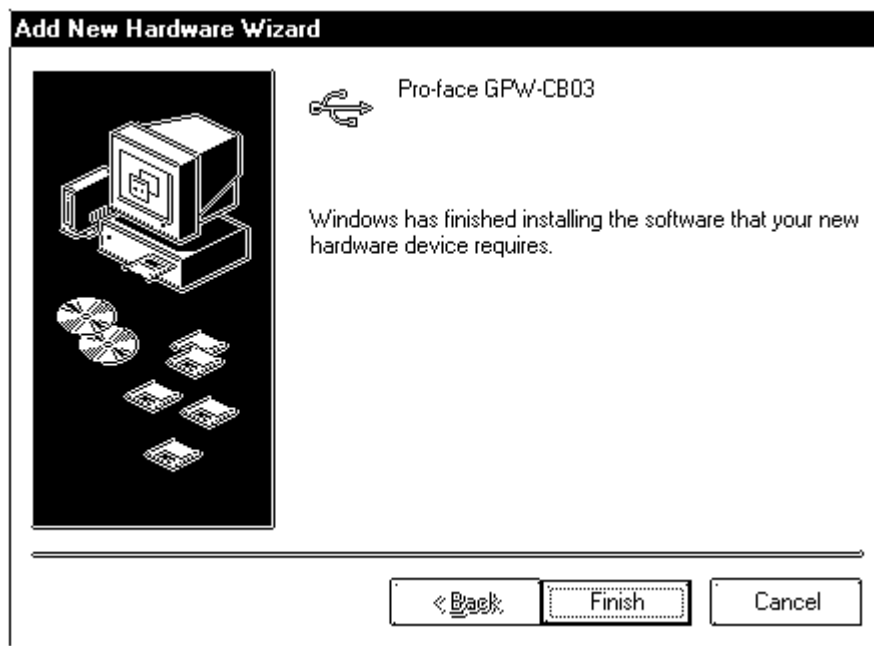 Add New Hardware Wizard
Pro-face GPW-CB03
Windows has finished installing the software that your new
hardware device requires.
< Back
Finish
Cancel